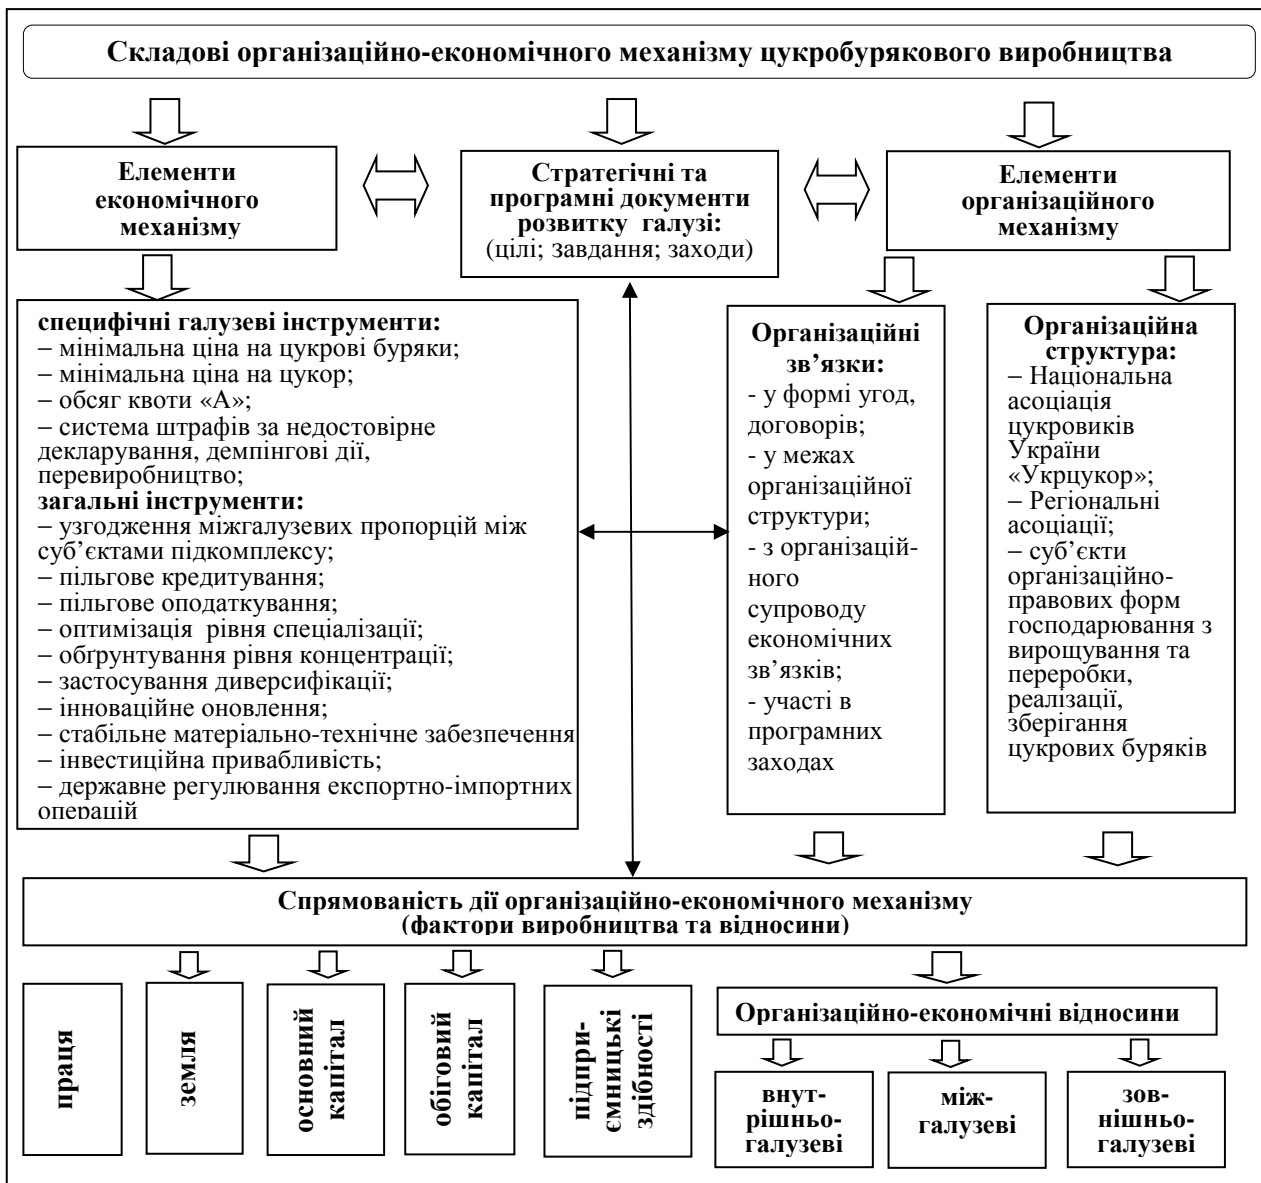 Складові організаційно-економічного механізму цукробурякового виробництва
Елементи
економічного
механізму
Стратегічні та
програмні документи
розвитку галузі:
(цілі; завдання; заходи)
Елементи
організаційного
механізму
специфічні галузеві інструменти:
– мінімальна ціна на цукрові буряки;
– мінімальна ціна на цукор;
– обсяг квоти «А»;
– система штрафів за недостовірне
декларування, демпінгові дії,
перевиробництво;
загальні інструменти:
– узгодження міжгалузевих пропорцій між
суб’єктами підкомплексу;
– пільгове кредитування;
– пільгове оподаткування;
– оптимізація рівня спеціалізації;
– обґрунтування рівня концентрації;
– застосування диверсифікації;
– інноваційне оновлення;
– стабільне матеріально-технічне забезпечення
– інвестиційна привабливість;
– державне регулювання експортно-імпортних
операцій
Організаційні
зв’язки:
- у формі угод,
договорів;
- у межах
організаційної
структури;
- з організацій-
ного
супроводу
економічних
зв’язків;
- участі в
програмних
заходах
Організаційна
структура:
– Національна
асоціація
цукровиків
України
«Укрцукор»;
– Регіональні
асоціації;
– суб’єкти
організаційно-
правових форм
господарювання з
вирощування та
переробки,
реалізації,
зберігання
цукрових буряків
Спрямованість дії організаційно-економічного механізму
(фактори виробництва та відносини)
праця
земля
основний
капітал
обіговий
капітал
підпри-
ємницькі
здібності
Організаційно-економічні відносини
внут-
рішньо-
галузеві
між-
галузеві
зов-
нішньо-
галузеві